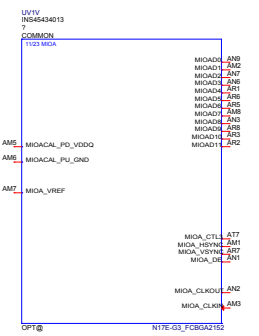 UV1V
INS45434013
?
COMMON
11/23 MIOA
MIOAD0 AN9
MIOAD1 AM2
MIOAD2 AN7
MIOAD3 AN6
MIOAD4 AR1
MIOAD5 AR6
MIOAD6 AR5
MIOAD7 AM8
MIOAD8 AN3
MIOAD9 AR8
MIOAD10 AR3
MIOAD11 AR2
AM5 MIOACAL_PD_VDDQ
AM6 MIOACAL_PU_GND
AM7 MIOA_VREF
MIOA_CTL3 AT7
MIOA_HSYNC AM1
MIOA_VSYNC AR7
MIOA_DE AN1
MIOA_CLKOUT AN2
MIOA_CLKIN AM3
OPT@ N17E-G3_FCBGA2152